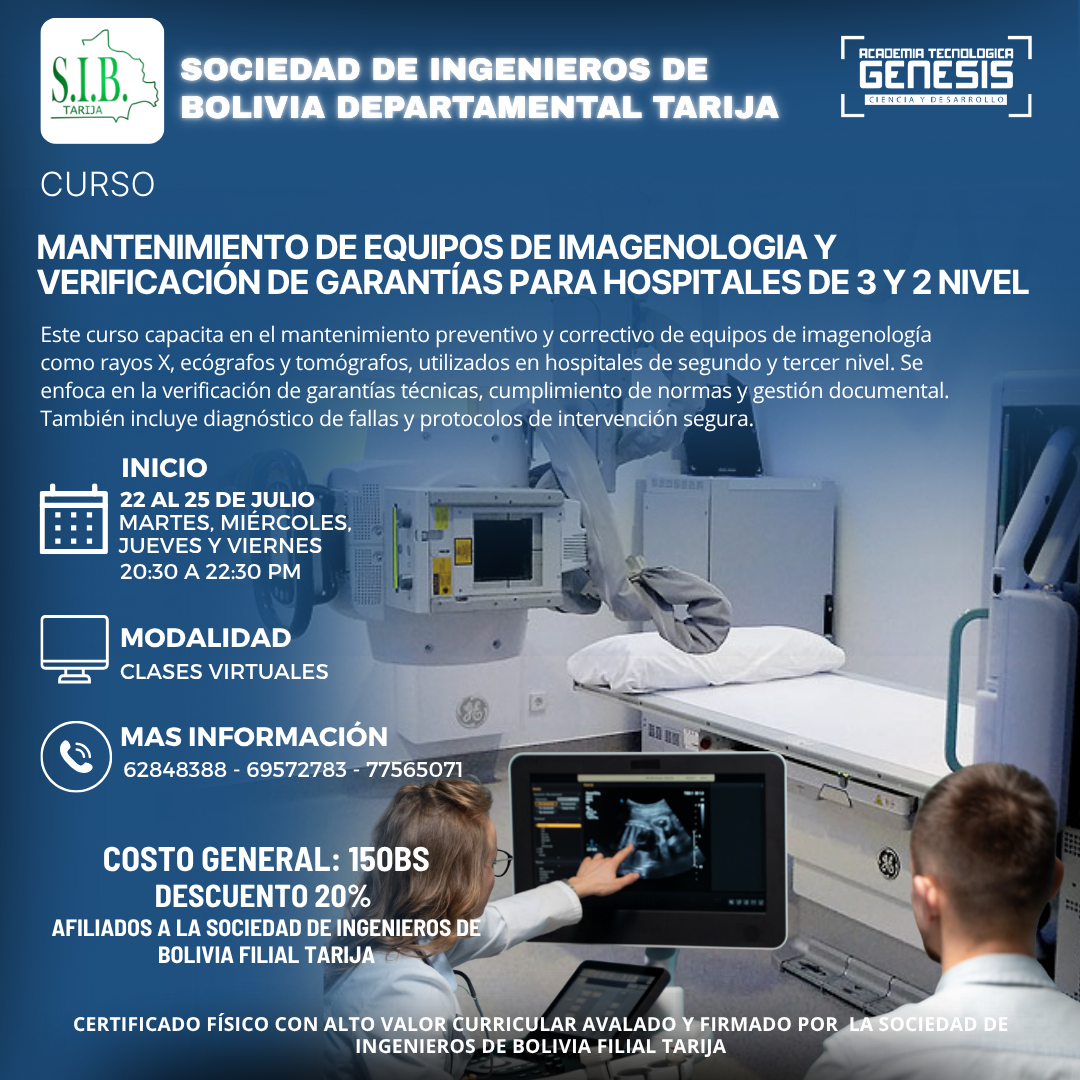 S.I.B.
TARIJA
SOCIEDAD DE INGENIEROS DE
BOLIVIA DEPARTAMENTAL TARIJA
ACADEMIA TECNOLOGICA
GENESIS
CIENCIA Y DESARROLLO
CURSO
MANTENIMIENTO DE EQUIPOS DE IMAGENOLOGIA Y
VERIFICACIÓN DE GARANTÍAS PARA HOSPITALES DE 3 Y 2 NIVEL
Este curso capacita en el mantenimiento preventivo y correctivo de equipos de imagenología
como rayos X, ecógrafos y tomógrafos, utilizados en hospitales de segundo y tercer nivel. Se
enfoca en la verificación de garantías técnicas, cumplimiento de normas y gestión documental.
También incluye diagnóstico de fallas y protocolos de intervención segura.
INICIO
22 AL 25 DE JULIO
MARTES, MIÉRCOLES,
JUEVES Y VIERNES
20:30 A 22:30 PM
MODALIDAD
CLASES VIRTUALES
MAS INFORMACIÓN
62848388 - 69572783 - 77565071
COSTO GENERAL: 150BS
DESCUENTO 20%
AFILIADOS A LA SOCIEDAD DE INGENIEROS DE
BOLIVIA FILIAL TARIJA
CERTIFICADO FÍSICO CON ALTO VALOR CURRICULAR AVALADO Y FIRMADO POR LA SOCIEDAD DE
INGENIEROS DE BOLIVIA FILIAL TARIJA